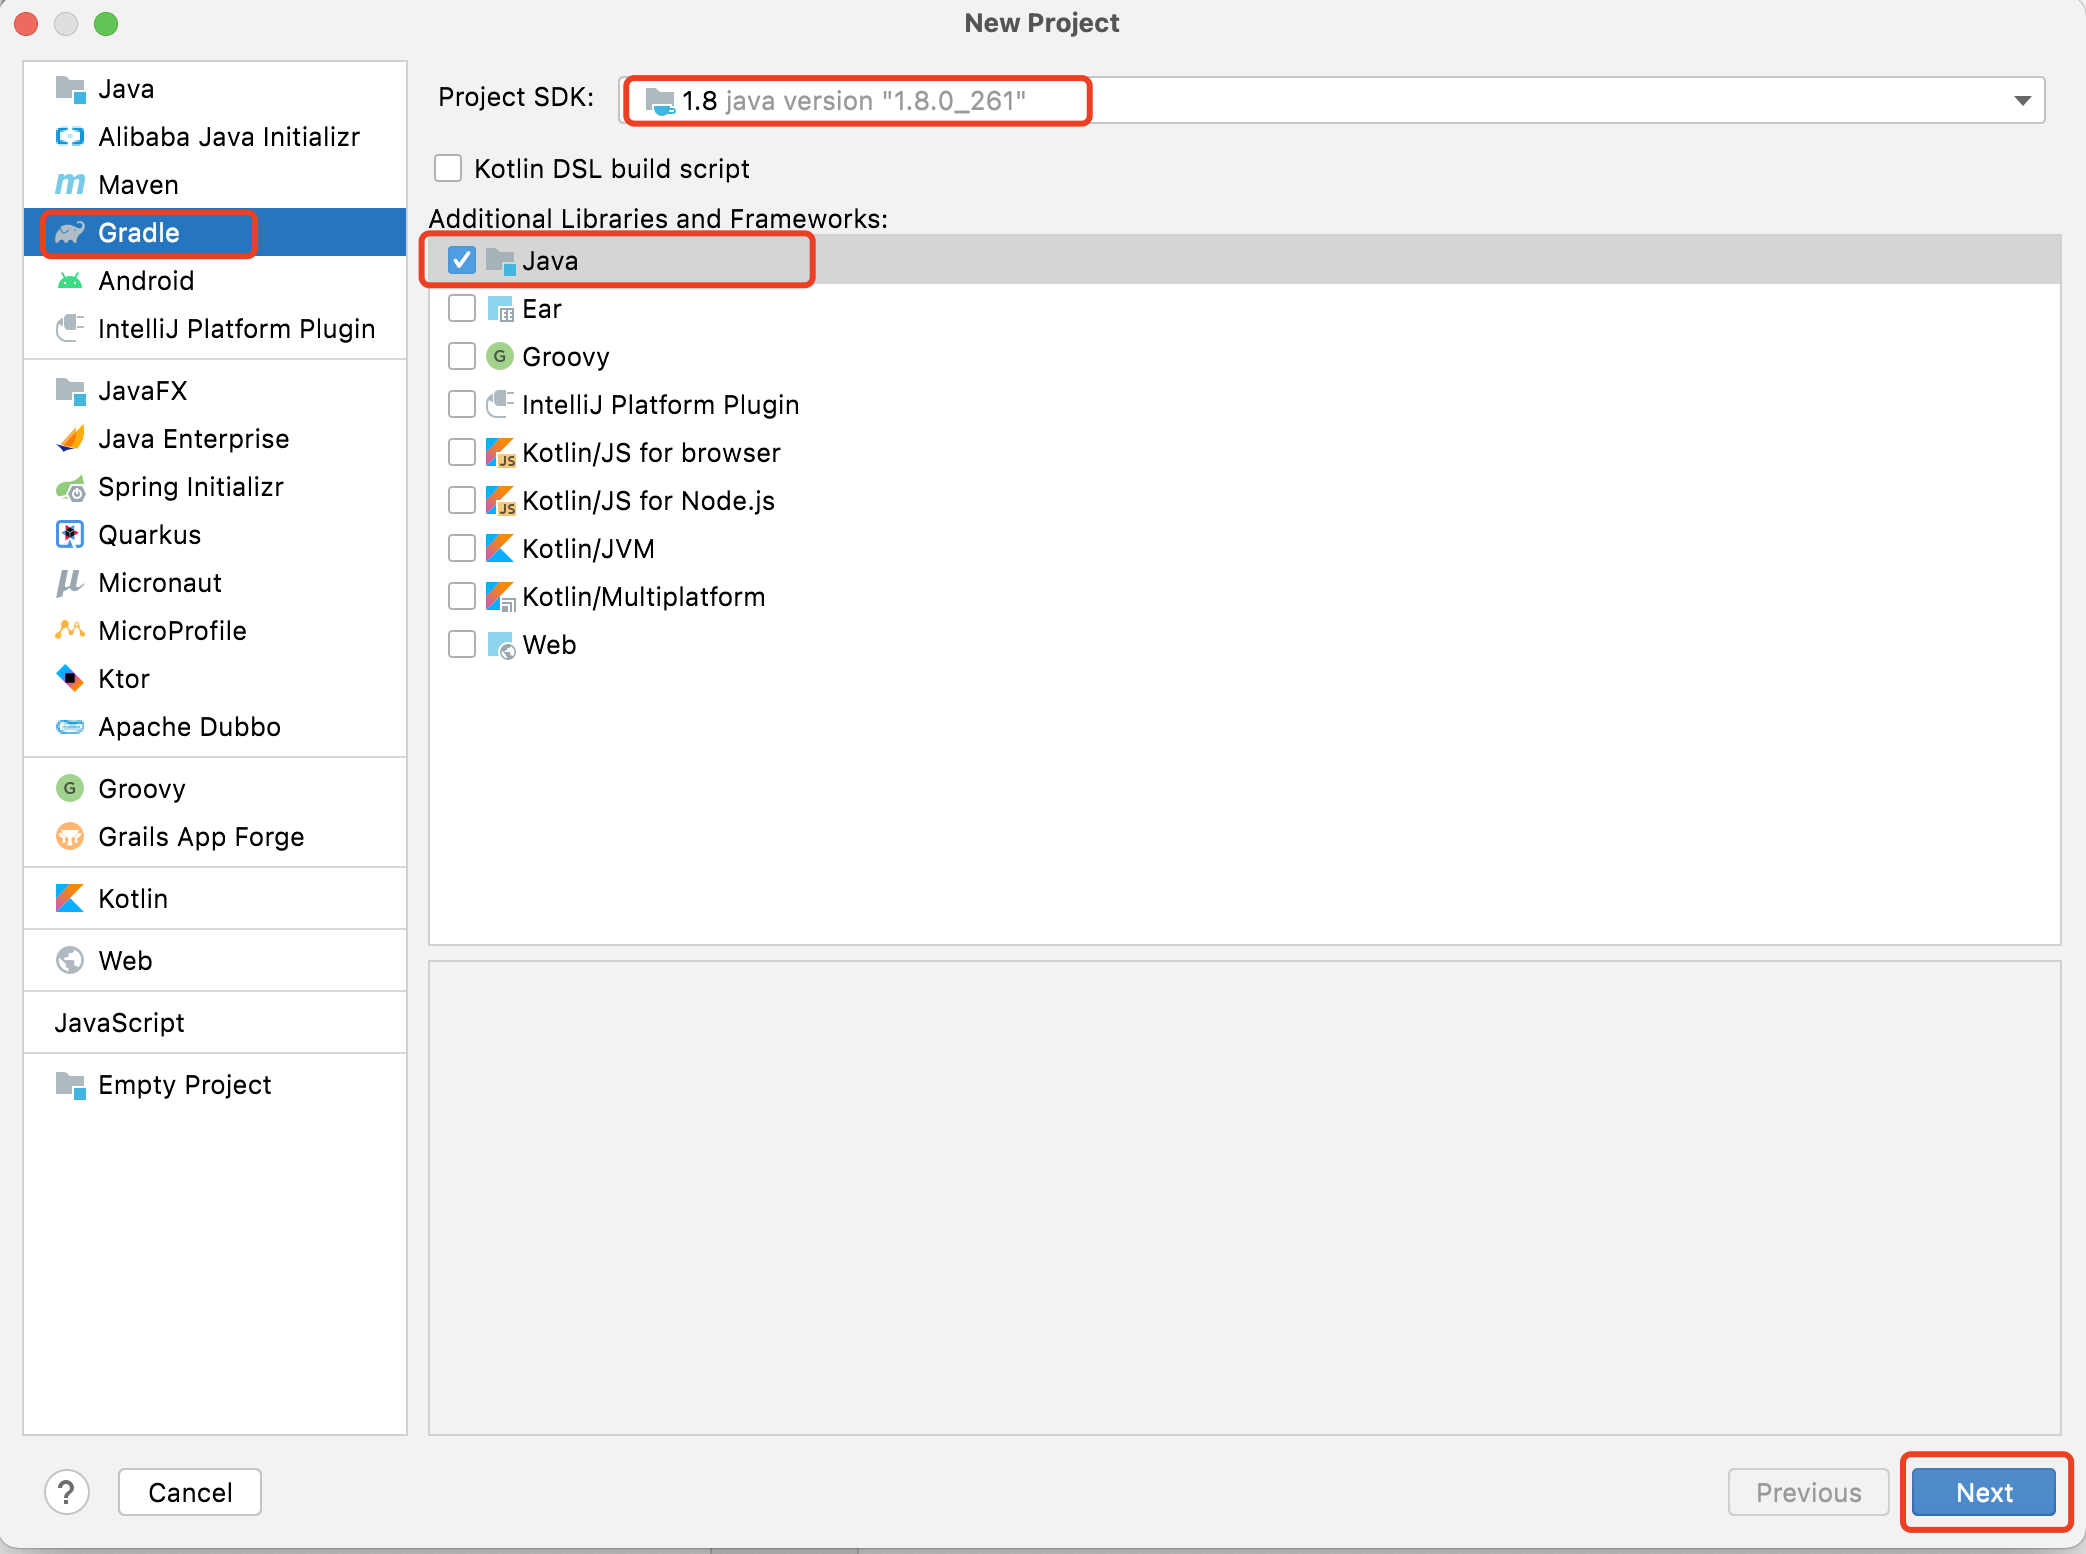 New Project
Java
Alibaba Java Initializr
Maven
Gradle
Android
IntelliJ Platform Plugin
JavaFX
Java Enterprise
Spring Initializr
Quarkus
Micronaut
MicroProfile
Ktor
Apache Dubbo
Groovy
Grails App Forge
Kotlin
Web
JavaScript
Empty Project
Project SDK: 1.8 java version "1.8.0_261"
Kotlin DSL build script
Additional Libraries and Frameworks:
Java
Ear
Groovy
IntelliJ Platform Plugin
Kotlin/JS for browser
Kotlin/JS for Node.js
Kotlin/JVM
Kotlin/Multiplatform
Web
? Cancel Previous Next